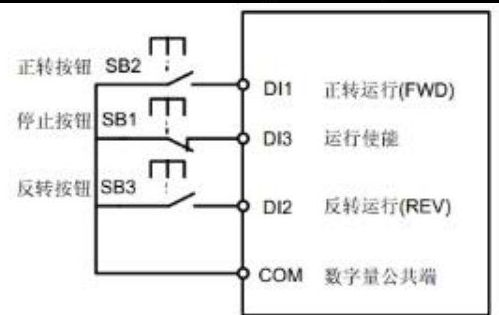 正转按钮 SB2
DI1 正转运行(FWD)
停止按钮 SB1
DI3 运行使能
反转按钮 SB3
DI2 反转运行(REV)
COM 数字量公共端